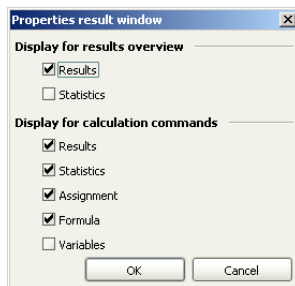 Properties result window
Display for results overview
Results
Statistics
Display for calculation commands
Results
Statistics
Assignment
Formula
Variables
OK Cancel